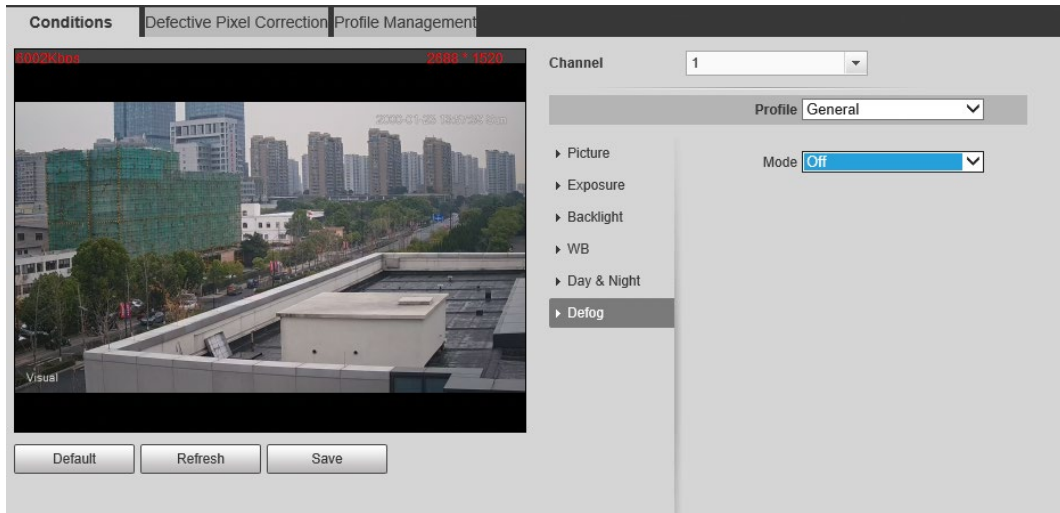 Conditions Defective Pixel Correction Profile Management
6002Kbps 2688 * 1520
Channel 1
Profile General
Visual
Picture
Mode Off
Exposure
Backlight
WB
Day & Night
Defog
Default Refresh Save